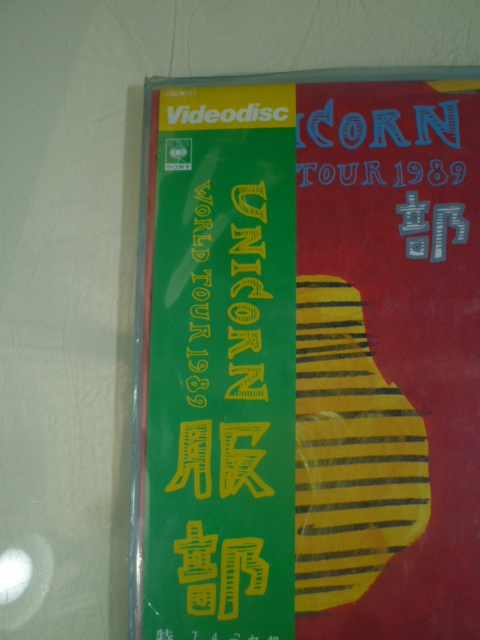 Videodisc
SONY
UNICORN
WORLD TOUR 1989
服部
ICORN
TOUR 1989
部